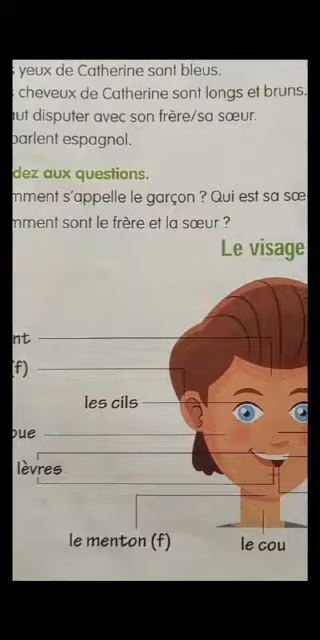 yeux de Catherine sont bleus.
cheveux de Catherine sont longs et bruns.
ut disputer avec son frère/sa sœur.
parlent espagnol.
dez aux questions.
mment s'appelle le garçon ? Qui est sa sœ
mment sont le frère et la sœur ?
Le visage
nt
(f)
les cils
oue
lèvres
le menton (f)
le cou